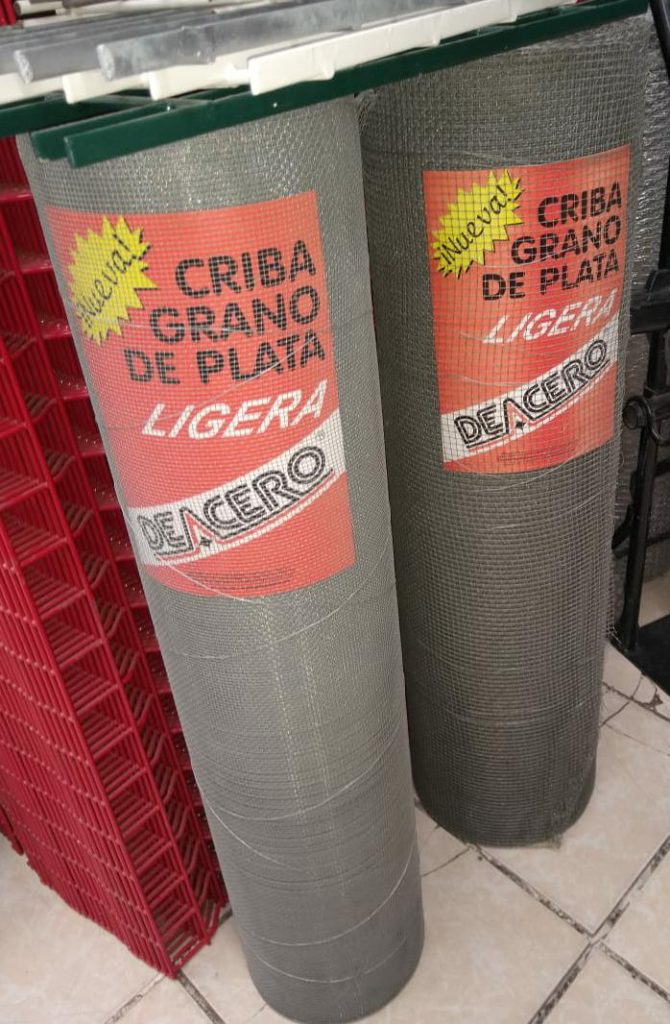 ¡Nueva!
CRIBA
GRANO
DE PLATA
LIGERA
DEACERO
¡Nueva!
CRIBA
GRANO
DE PLATA
LIGERA
DEACERO